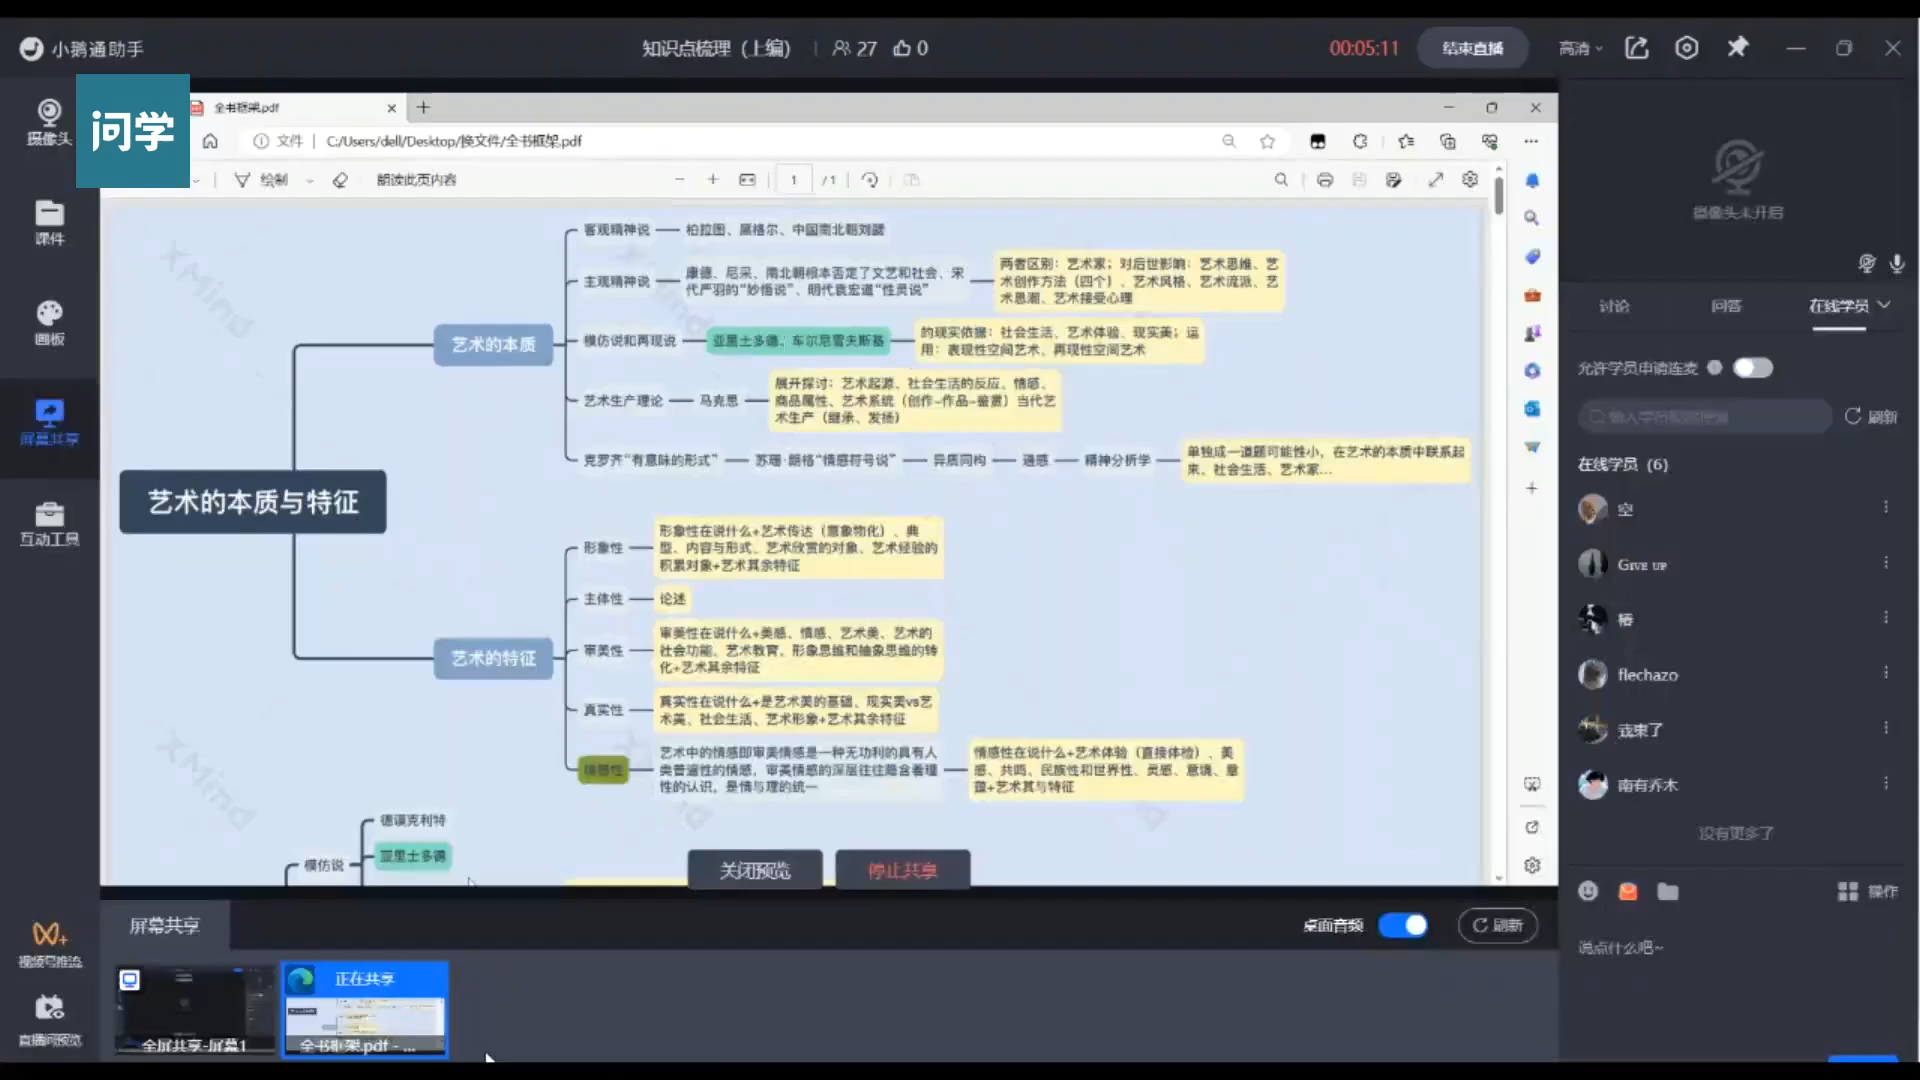 小鹅通助手
知识点梳理（上编）
27
0
00:05:11
结束直播
高清
问学
摄像头
课件
画板
屏幕共享
互动工具
视频号推流
直播间预览
全书框架.pdf
文件
C:/Users/dell/Desktop/换文件/全书框架.pdf
绘制
朗读此页内容
1
/1
艺术的本质与特征
艺术的本质
客观精神说
柏拉图、黑格尔、中国南北朝刘勰
主观精神说
康德、尼采、南北朝根本否定了文艺和社会、宋
代严羽的“妙悟说”、明代袁宏道“性灵说”
两者区别：艺术家；对后世影响：艺术思维、艺
术创作方法（四个）、艺术风格、艺术流派、艺
术思潮、艺术接受心理
模仿说和再现说
亚里士多德、车尔尼雪夫斯基
的现实依据：社会生活、艺术体验、现实美；运
用：表现性空间艺术、再现性空间艺术
艺术生产理论
马克思
展开探讨：艺术起源、社会生活的反应、情感、
商品属性、艺术系统（创作-作品-鉴赏）当代艺
术生产（继承、发扬）
克罗齐“有意味的形式”
苏珊·朗格“情感符号说”
异质同构
通感
精神分析学
单独成一道题可能性小，在艺术的本质中联系起
来、社会生活、艺术家...
艺术的特征
形象性
形象性在说什么+艺术传达（意象物化）、典
型、内容与形式、艺术欣赏的对象、艺术经验的
积累对象+艺术其余特征
主体性
论述
审美性
审美性在说什么+美感、情感、艺术美、艺术的
社会功能、艺术教育、形象思维和抽象思维的转
化+艺术其余特征
真实性
真实性在说什么+是艺术美的基础、现实美vs艺
术美、社会生活、艺术形象+艺术其余特征
情感性
艺术中的情感即审美情感是一种无功利的具有人
类普遍性的情感，审美情感的深层往往隐含着理
性的认识，是情与理的统一
情感性在说什么+艺术体验（直接体检）、美
感、共鸣、民族性和世界性、灵感、意境、意
蕴+艺术其与特征
模仿说
德谟克利特
亚里士多德
XMind
XMind
关闭预览
停止共享
屏幕共享
桌面音频
刷新
全屏共享-屏幕1
正在共享
全书框架.pdf - ...
摄像头未开启
讨论
问答
在线学员
允许学员申请连麦
刷新
在线学员（6）
空
Give up
椿
flechazo
我束了
南有乔木
没有更多了
操作
说点什么吧~